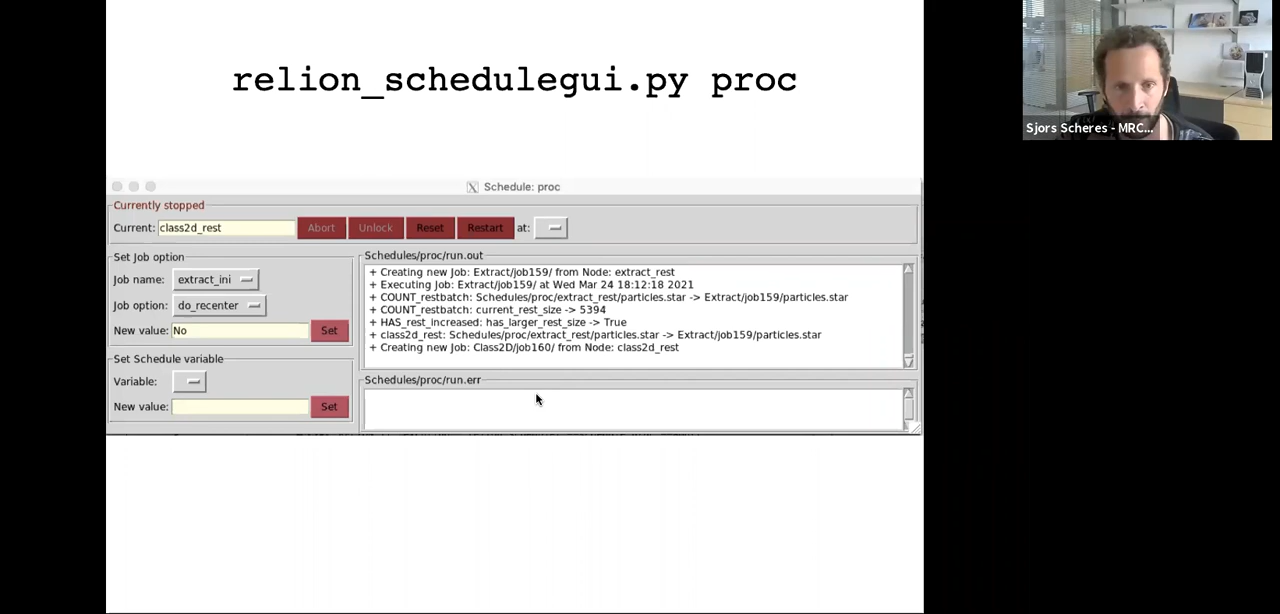 relion_schedulegui.py proc
Sjors Scheres - MRC...
Schedule: proc
Currently stopped
Current: class2d_rest Abort Unlock Reset Restart at:
Set Job option
Job name: extract_ini
Job option: do_recenter
New value: No Set
Set Schedule variable
Variable:
New value: Set
Schedules/proc/run.out
+ Creating new Job: Extract/job159/ from Node: extract_rest
+ Executing Job: Extract/job159/ at Wed Mar 24 18:12:18 2021
+ COUNT_restbatch: Schedules/proc/extract_rest/particles.star -> Extract/job159/particles.star
+ COUNT_restbatch: current_rest_size -> 5394
+ HAS_rest_increased: has_larger_rest_size -> True
+ class2d_rest: Schedules/proc/extract_rest/particles.star -> Extract/job159/particles.star
+ Creating new Job: Class2D/job160/ from Node: class2d_rest
Schedules/proc/run.err